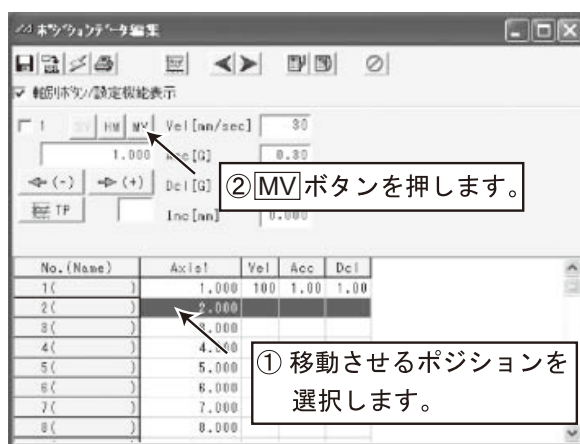 ポジションデータ編集
軸別ボタン/設定機能表示
1 HM MV Vel[mm/sec] 30
1.000 Acc[G] 0.30
(-) (+) Dcl[G]
②MVボタンを押します。
TP Inc[mm] 0.000
No.(Name) Axis1 Vel Acc Dcl
1( ) 1.000 100 1.00 1.00
2( ) 2.000
3( ) 3.000
4( ) 4.000
①移動させるポジションを
選択します。
5( ) 5.000
6( ) 6.000
7( ) 7.000
8( ) 8.000